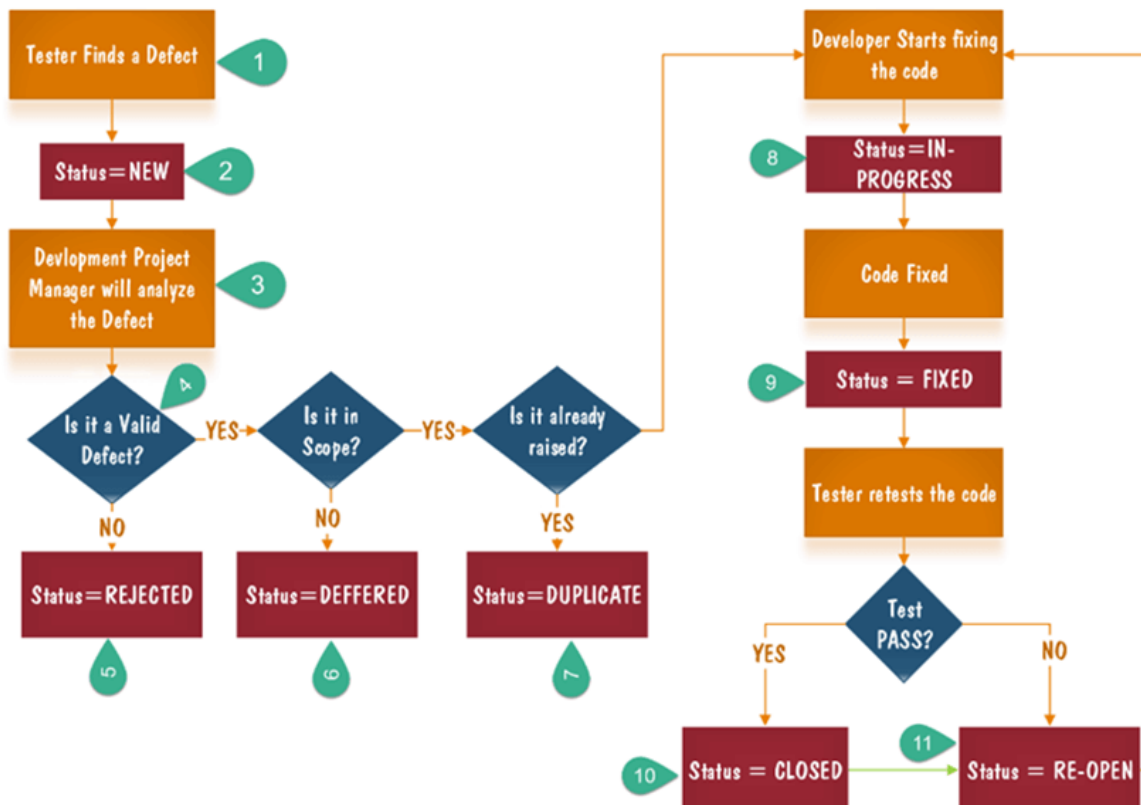 Tester Finds a Defect
1
Status=NEW
2
Devlopment Project
Manager will analyze
the Defect
3
Is it a Valid
Defect?
4
YES
Is it in
Scope?
YES
Is it already
raised?
NO
NO
YES
Status=REJECTED
Status=DEFFERED
Status=DUPLICATE
5
6
7
Developer Starts fixing
the code
8
Status=IN-
PROGRESS
Code Fixed
9
Status = FIXED
Tester retests the code
Test
PASS?
YES
NO
10
Status = CLOSED
11
Status = RE-OPEN